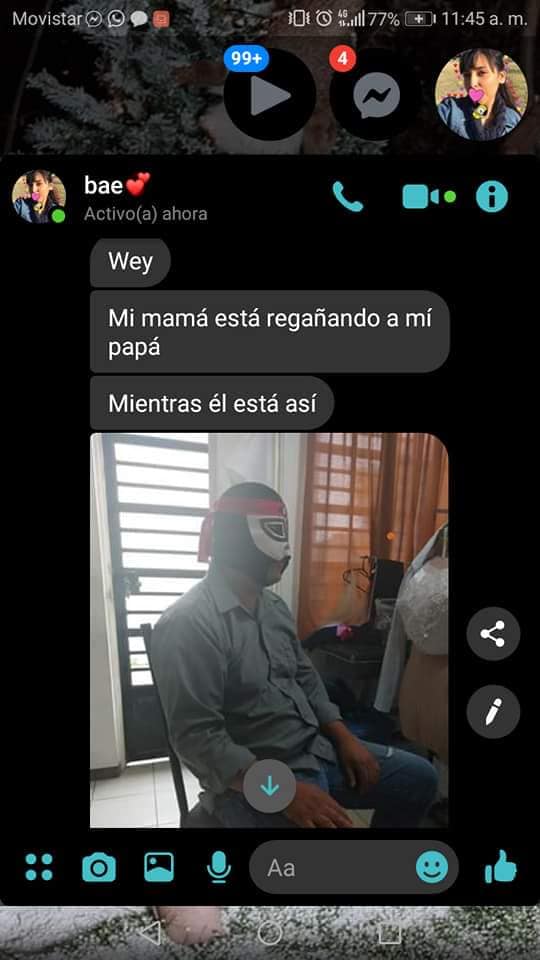 Movistar 4G 77% 11:45 a. m.
99+
4
bae💕
Activo(a) ahora
Wey
Mi mamá está regañando a mí
papá
Mientras él está así
Aa